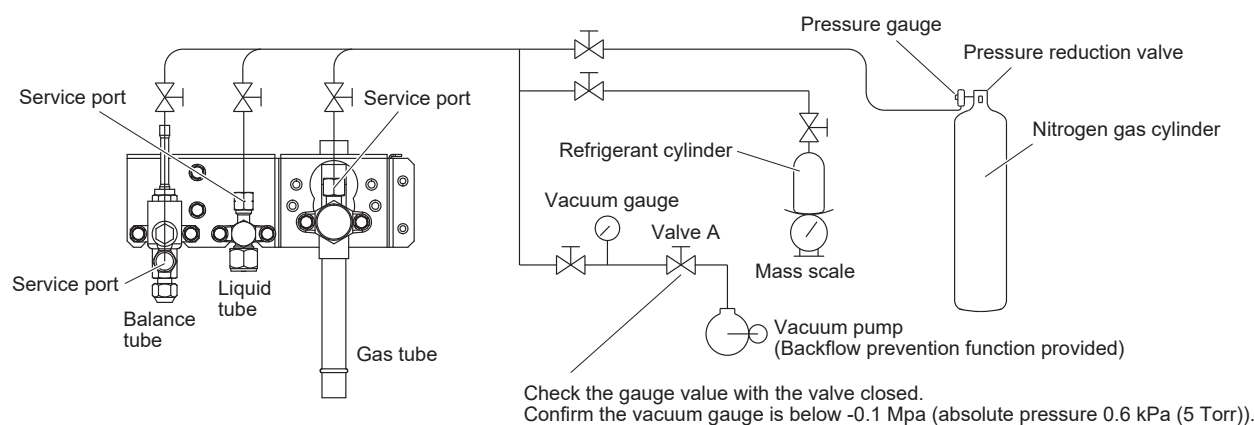 Pressure gauge
Pressure reduction valve
Service port
Service port
Nitrogen gas cylinder
Refrigerant cylinder
Vacuum gauge
Valve A
Mass scale
Service port
Liquid
tube
Balance
tube
Gas tube
Vacuum pump
(Backflow prevention function provided)
Check the gauge value with the valve closed.
Confirm the vacuum gauge is below -0.1 Mpa (absolute pressure 0.6 kPa (5 Torr)).